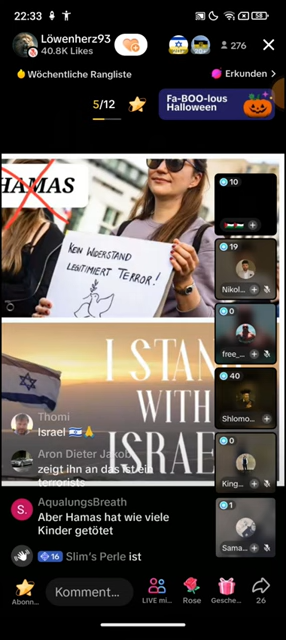 22:33
58
Löwenherz93
40.8K Likes
276
Wöchentliche Rangliste
Erkunden >
5/12
Fa-BOO-lous
Halloween
HAMAS
KEIN WIDERSTAND
LEGITIMIERT TERROR!
10
19
Nikol...
0
free_...
40
Shlomo...
0
King...
1
Sama...
I STAN
WITH
ISRAEL
Thomi
Israel 🇮🇱🙏
Aron Dieter Jakob
zeigt ihn an das ist ein
terrorists
S.
AqualungsBreath
Aber Hamas hat wie viele
Kinder getötet
16 Slim's Perle ist
Komment...
Abonn...
LIVE mi...
Rose
Gesche...
26